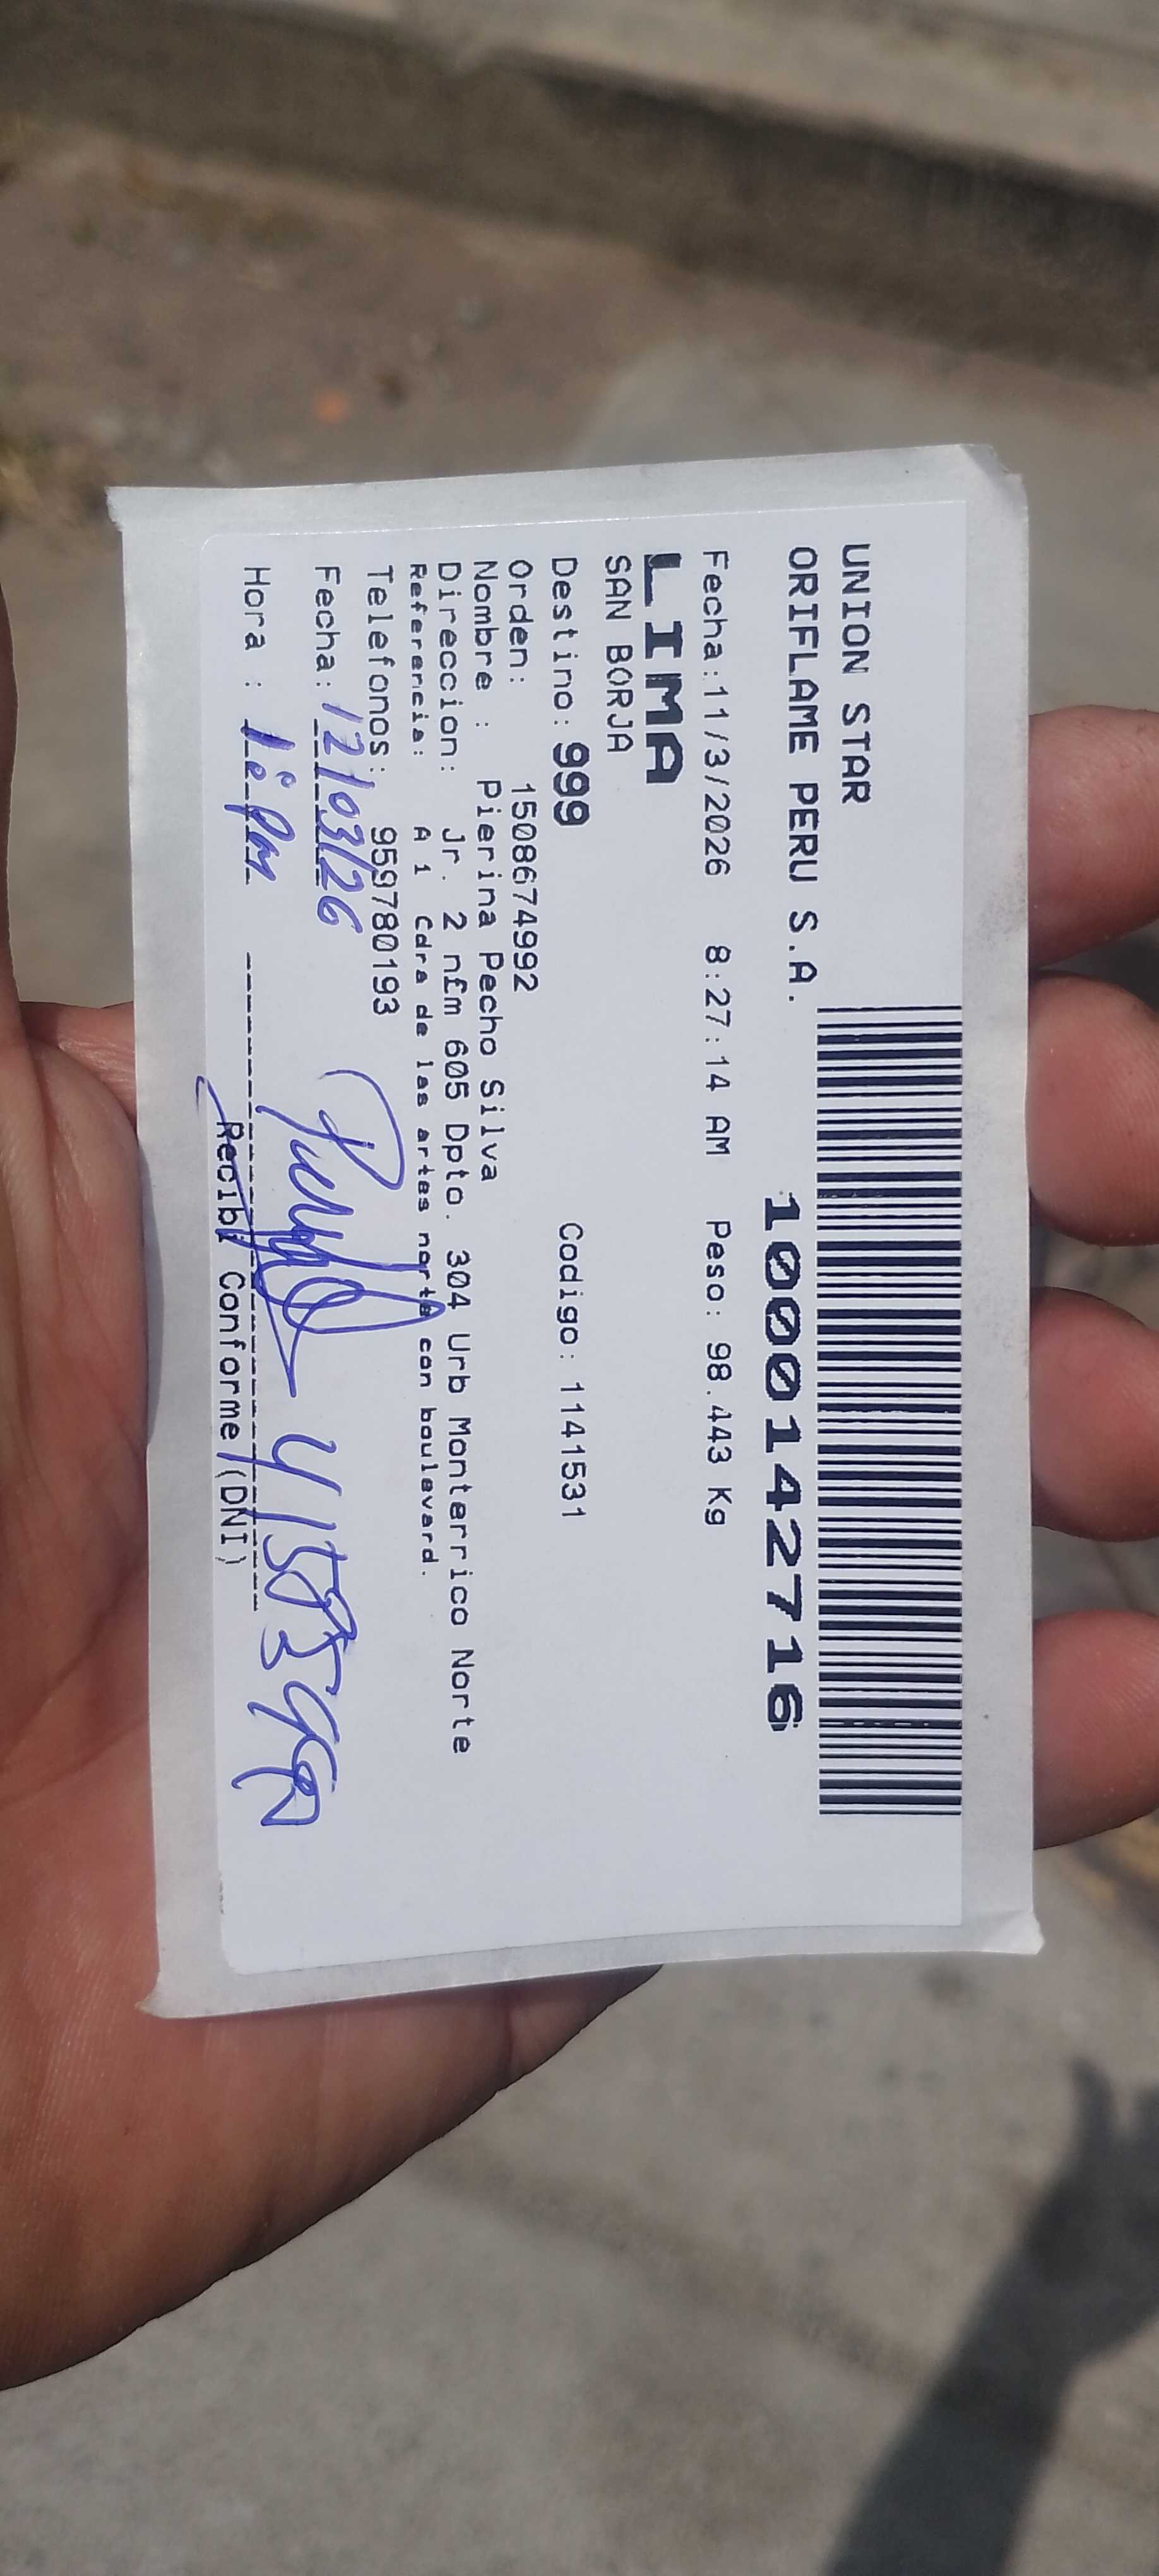 UNION STAR
ORIFLAME PERU S.A.
10001427716
Fecha:11/3/2026 8:27:14 AM Peso: 98.443 Kg
LIMA
SAN BORJA
Destino: 999 Codigo: 1141531
Orden: 1508674992
Nombre : Pierina Pecho Silva
Direccion: Jr. 2 nfm 605 Dpto. 304 Urb Monterrico Norte
Referencia: A 1 Cdra de las artes norte con boulevard.
Telefonos: 959780193
Fecha: 12/03/26
Hora :
Recibi Conforme (DNI)